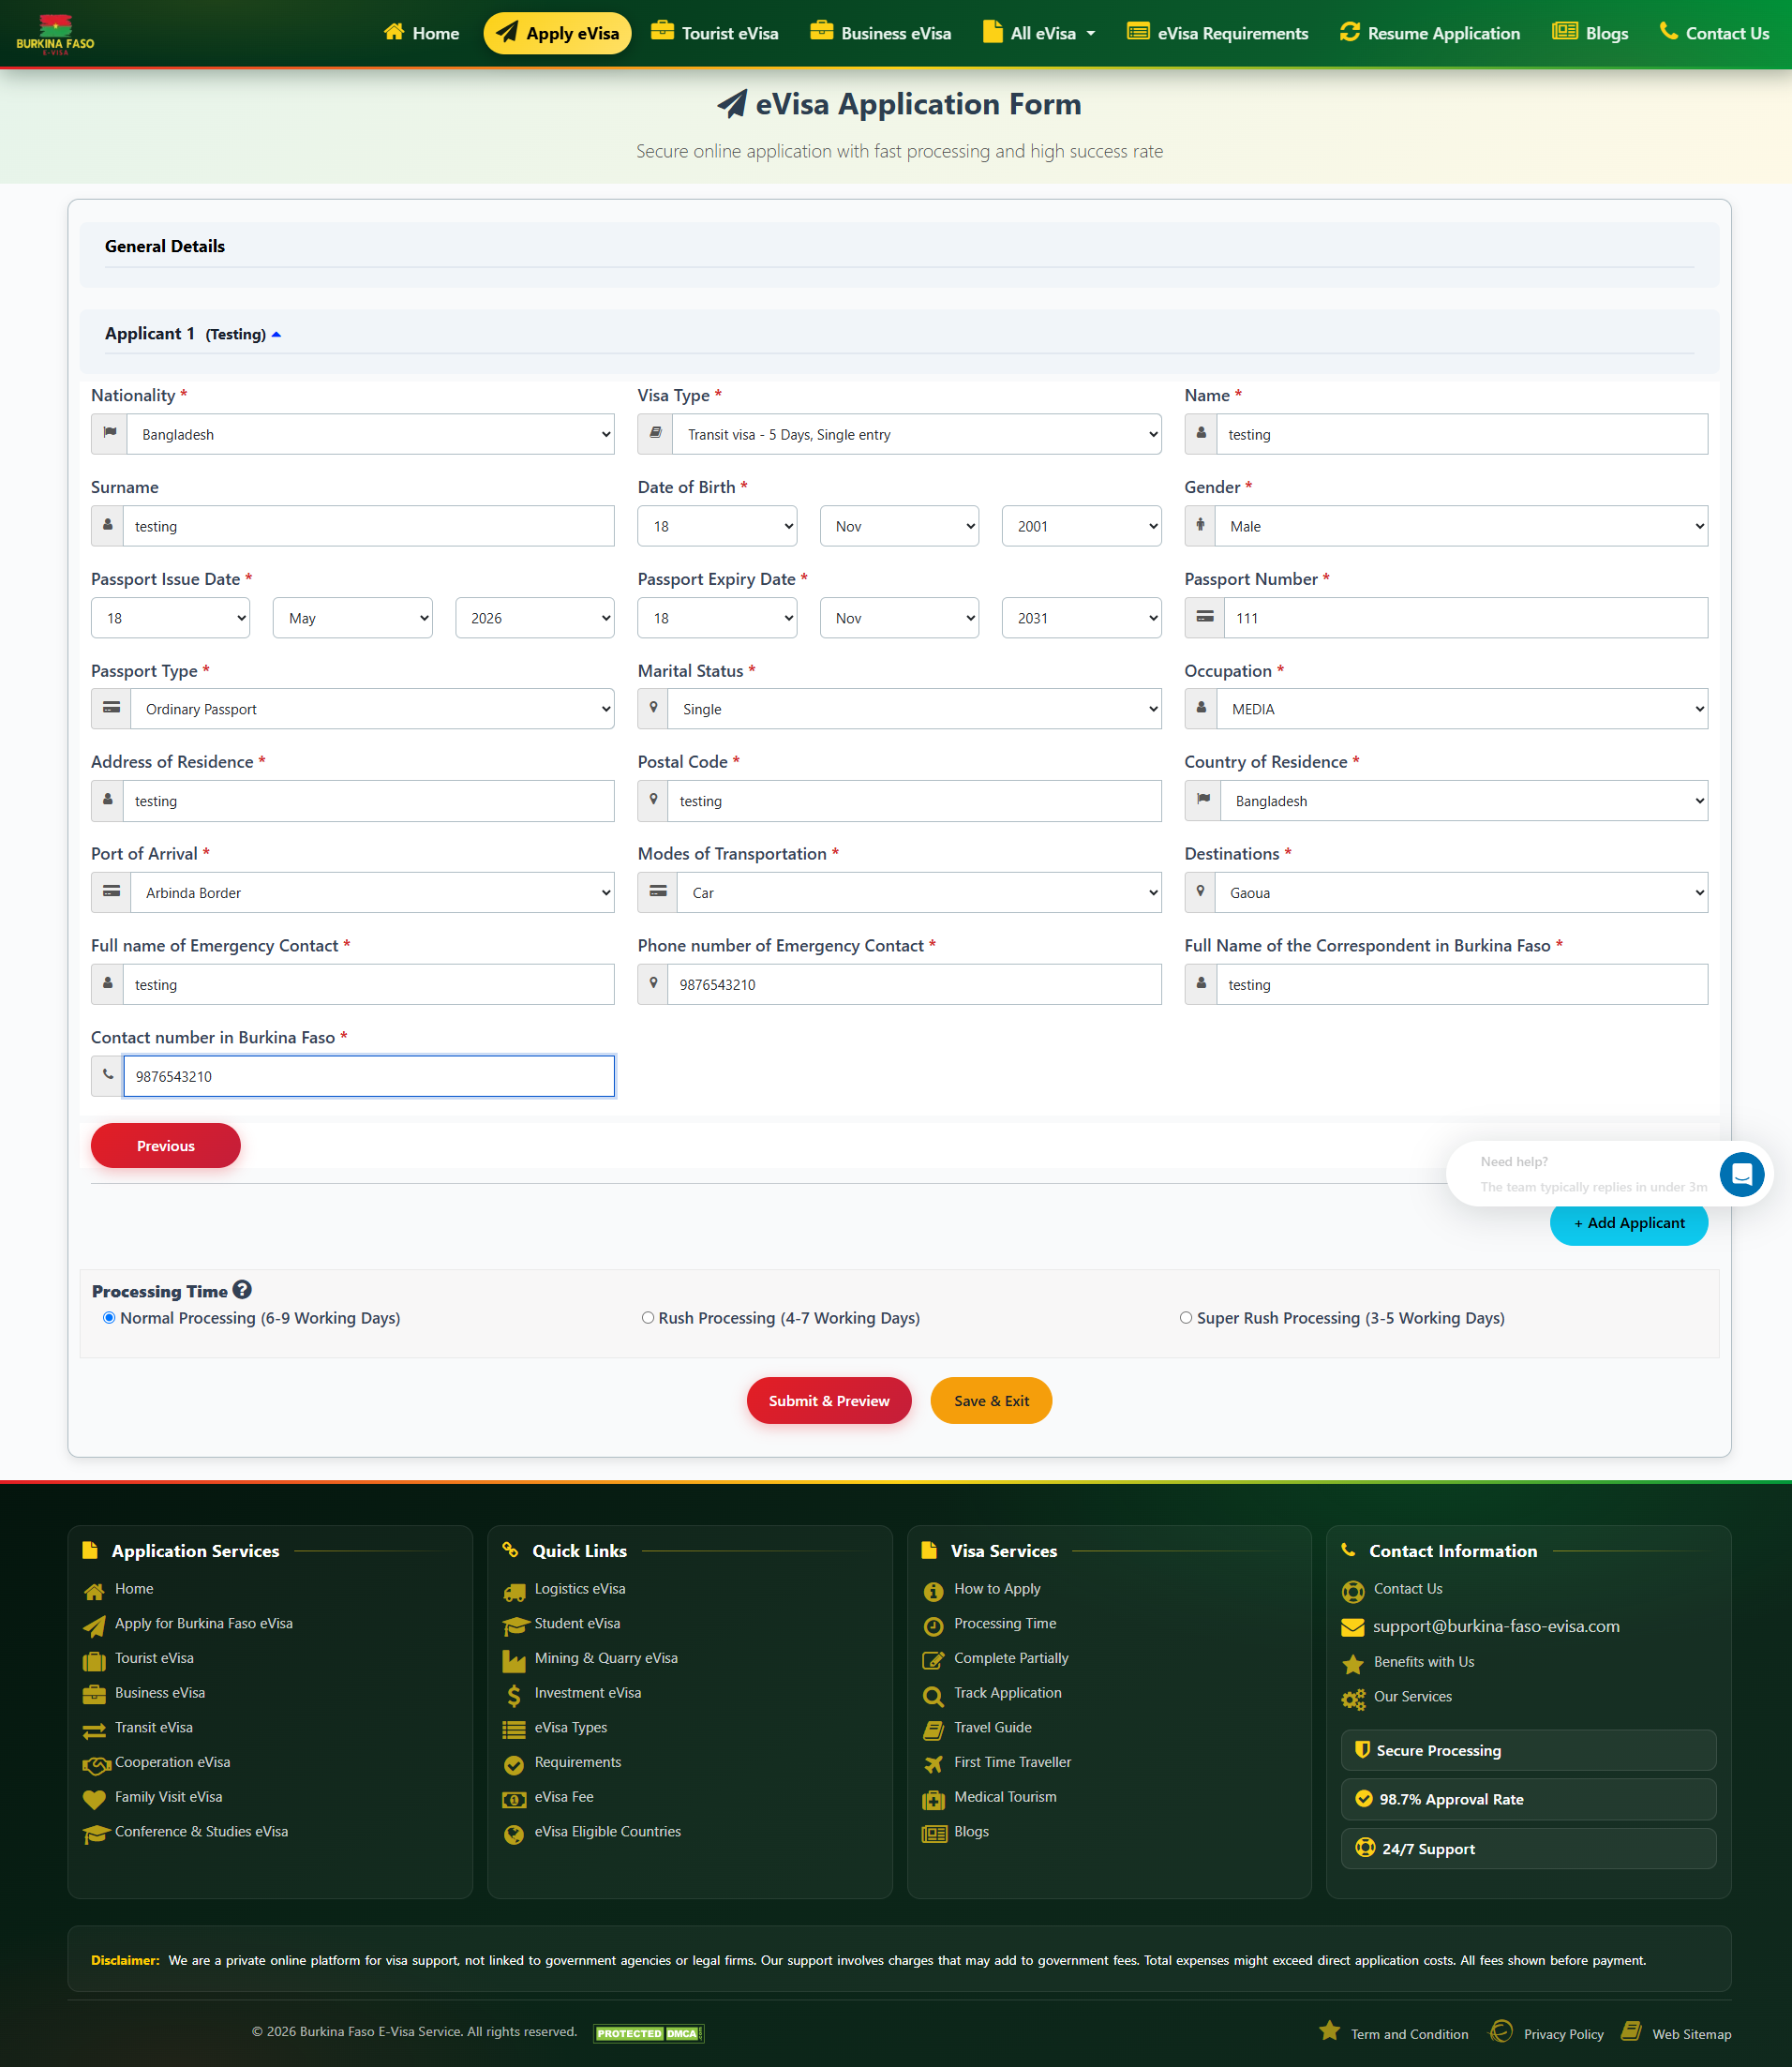 BURKINA FASO
E-VISA
Home
Apply eVisa
Tourist eVisa
Business eVisa
All eVisa
eVisa Requirements
Resume Application
Blogs
Contact Us
eVisa Application Form
Secure online application with fast processing and high success rate
General Details
Applicant 1 (Testing)
Nationality * Visa Type * Name *
Bangladesh Transit visa - 5 Days, Single entry testing
Surname Date of Birth * Gender *
testing 18 Nov 2001 Male
Passport Issue Date * Passport Expiry Date * Passport Number *
18 May 2026 18 Nov 2031 111
Passport Type * Marital Status * Occupation *
Ordinary Passport Single MEDIA
Address of Residence * Postal Code * Country of Residence *
testing testing Bangladesh
Port of Arrival * Modes of Transportation * Destinations *
Arbinda Border Car Gaoua
Full name of Emergency Contact * Phone number of Emergency Contact * Full Name of the Correspondent in Burkina Faso *
testing 9876543210 testing
Contact number in Burkina Faso *
9876543210
Previous
Need help?
The team typically replies in under 3m
+ Add Applicant
Processing Time
Normal Processing (6-9 Working Days) Rush Processing (4-7 Working Days) Super Rush Processing (3-5 Working Days)
Submit & Preview Save & Exit
Application Services
Home
Apply for Burkina Faso eVisa
Tourist eVisa
Business eVisa
Transit eVisa
Cooperation eVisa
Family Visit eVisa
Conference & Studies eVisa
Quick Links
Logistics eVisa
Student eVisa
Mining & Quarry eVisa
Investment eVisa
eVisa Types
Requirements
eVisa Fee
eVisa Eligible Countries
Visa Services
How to Apply
Processing Time
Complete Partially
Track Application
Travel Guide
First Time Traveller
Medical Tourism
Blogs
Contact Information
Contact Us
support@burkina-faso-evisa.com
Benefits with Us
Our Services
Secure Processing
98.7% Approval Rate
24/7 Support
Disclaimer: We are a private online platform for visa support, not linked to government agencies or legal firms. Our support involves charges that may add to government fees. Total expenses might exceed direct application costs. All fees shown before payment.
© 2026 Burkina Faso E-Visa Service. All rights reserved. PROTECTED DMCA .com Term and Condition Privacy Policy Web Sitemap